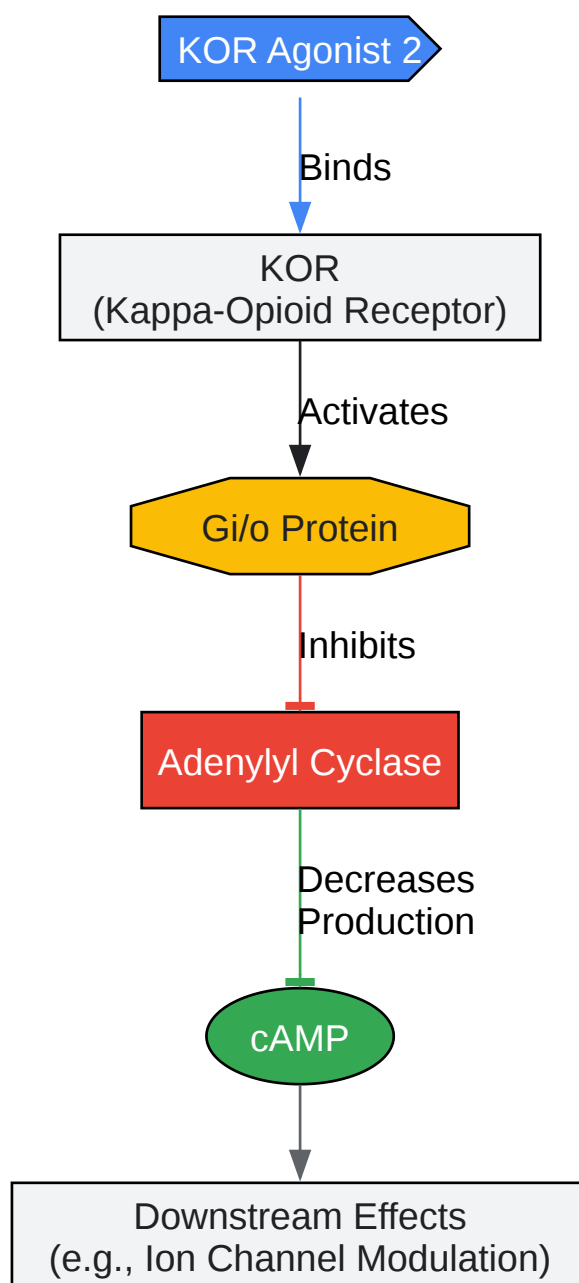 KOR Agonist 2
Binds
KOR
(Kappa-Opioid Receptor)
Activates
Gi/o Protein
Inhibits
Adenylyl Cyclase
Decreases
Production
cAMP
Downstream Effects
(e.g., Ion Channel Modulation)